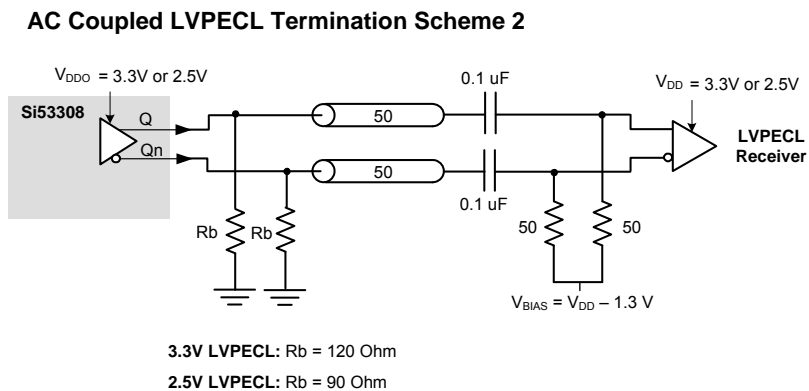 AC Coupled LVPECL Termination Scheme 2
VDDO = 3.3V or 2.5V
0.1 uF
VDD = 3.3V or 2.5V
Si53308
Q
50
Qn
50
LVPECL
Receiver
0.1 uF
Rb
Rb
50
50
VBIAS = VDD – 1.3 V
3.3V LVPECL: Rb = 120 Ohm
2.5V LVPECL: Rb = 90 Ohm